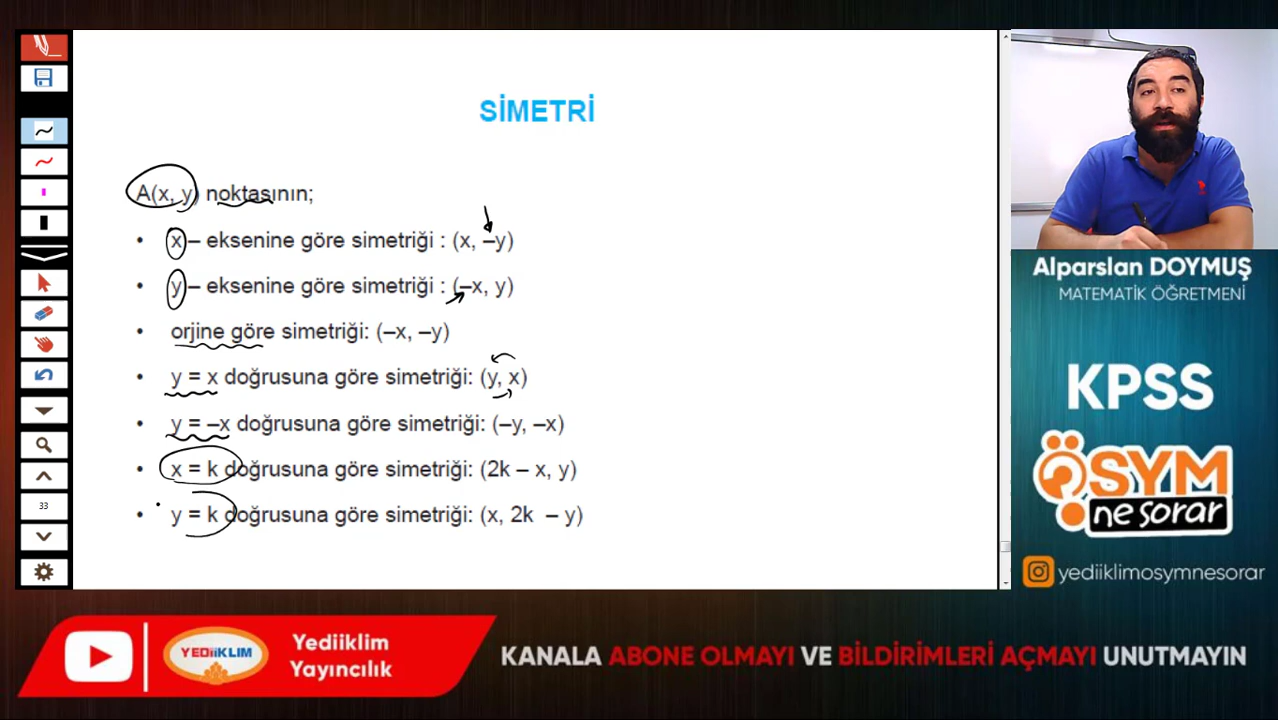 SİMETRİ
A(x, y) noktasının;
• x – eksenine göre simetriği : (x, –y)
• y – eksenine göre simetriği : (–x, y)
• orjine göre simetriği: (–x, –y)
• y = x doğrusuna göre simetriği: (y, x)
• y = –x doğrusuna göre simetriği: (–y, –x)
• x = k doğrusuna göre simetriği: (2k – x, y)
• y = k doğrusuna göre simetriği: (x, 2k – y)
33
Alparslan DOYMUŞ
MATEMATİK ÖĞRETMENİ
KPSS
ÖSYM
ne sorar
yediiklimosymnesorar
YEDİİKLİM
Yediiklim
Yayıncılık
KANALA ABONE OLMAYI VE BİLDİRİMLERİ AÇMAYI UNUTMAYIN